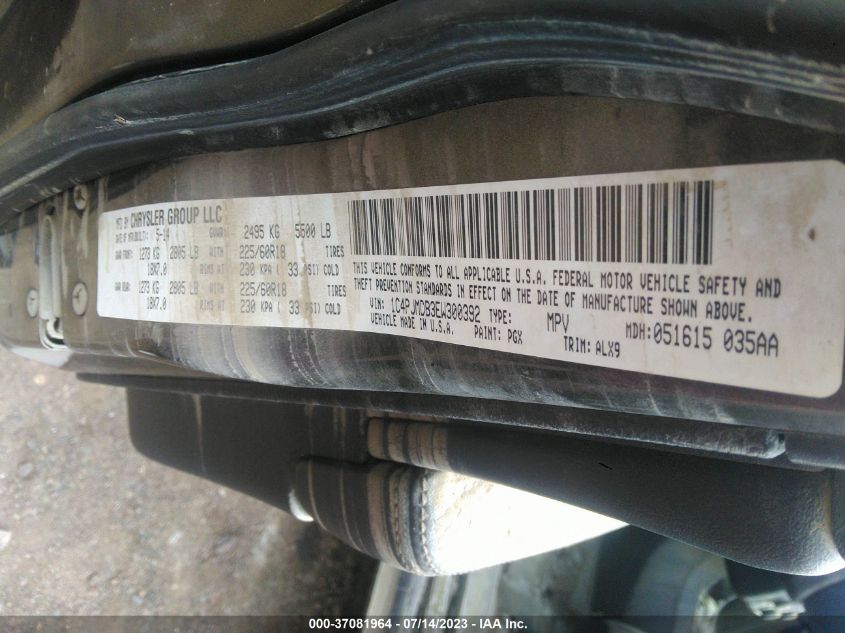 MFD BY CHRYSLER GROUP LLC
DATE OF MFR: 5-14 GVWR: 2495 KG 5500 LB
GAWR FRONT: 1273 KG 2805 LB WITH 225/60R18 TIRES
18X7.0 RIMS AT 230 KPA ( 33 PSI) COLD
GAWR REAR: 1273 KG 2805 LB WITH 225/60R18 TIRES
18X7.0 RIMS AT 230 KPA ( 33 PSI) COLD
THIS VEHICLE CONFORMS TO ALL APPLICABLE U.S.A. FEDERAL MOTOR VEHICLE SAFETY AND
THEFT PREVENTION STANDARDS IN EFFECT ON THE DATE OF MANUFACTURE SHOWN ABOVE.
VIN: 1C4PJMCB3EW300392 TYPE: MPV MDH:051615 035AA
VEHICLE MADE IN U.S.A. PAINT: PGX TRIM: ALX9
000-37081964 - 07/14/2023 - IAA Inc.